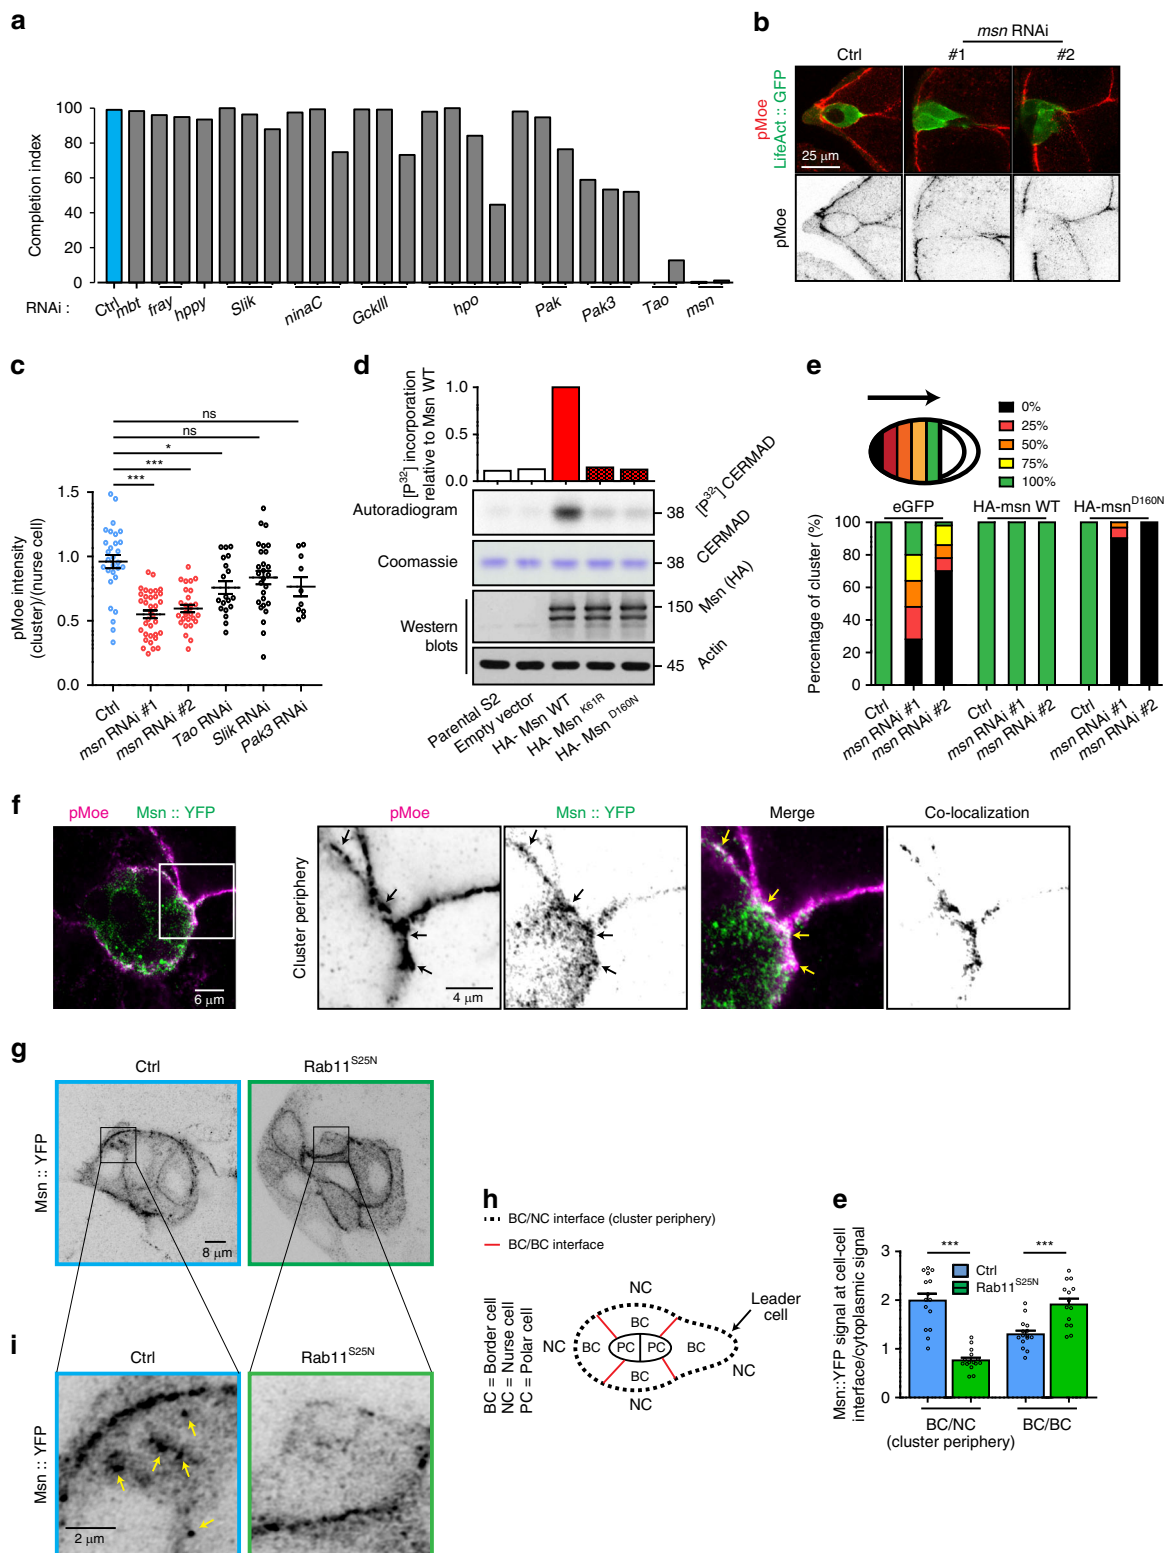 a
Completion index
100
80
60
40
20
0
RNAi :
Ctrl
mbt
fray
hppy
Slik
ninaC
GckIII
hpo
Pak
Pak3
Tao
msn
b
msn RNAi
Ctrl
#1
#2
pMoe
LifeAct :: GFP
25 μm
pMoe
c
ns
ns
*
***
***
pMoe intensity
(cluster)/(nurse cell)
1.5
1.0
0.5
0.0
Ctrl
msn RNAi #1
msn RNAi #2
Tao RNAi
Slik RNAi
Pak3 RNAi
d
[P32] incorporation
relative to Msn WT
1.0
0.5
0.0
Autoradiogram
38
[P32] CERMAD
Coomassie
38
CERMAD
Western
blots
150
Msn (HA)
45
Actin
Parental S2
Empty vector
HA- Msn WT
HA- Msn K61R
HA- Msn D160N
e
0%
25%
50%
75%
100%
eGFP
HA-msn WT
HA-msn D160N
Percentage of cluster (%)
100
80
60
40
20
0
Ctrl
msn RNAi #1
msn RNAi #2
Ctrl
msn RNAi #1
msn RNAi #2
Ctrl
msn RNAi #1
msn RNAi #2
f
pMoe
Msn :: YFP
6 μm
Cluster periphery
pMoe
4 μm
Msn :: YFP
Merge
Co-localization
g
Ctrl
Rab11S25N
Msn :: YFP
8 μm
h
BC/NC interface (cluster periphery)
BC/BC interface
BC = Border cell
NC = Nurse cell
PC = Polar cell
NC
Leader
cell
BC
NC
BC
PC
PC
BC
BC
NC
NC
e
Msn::YFP signal at cell-cell
interface/cytoplasmic signal
3
2
1
0
***
***
Ctrl
Rab11S25N
BC/NC
(cluster periphery)
BC/BC
i
Ctrl
Rab11S25N
Msn :: YFP
2 μm